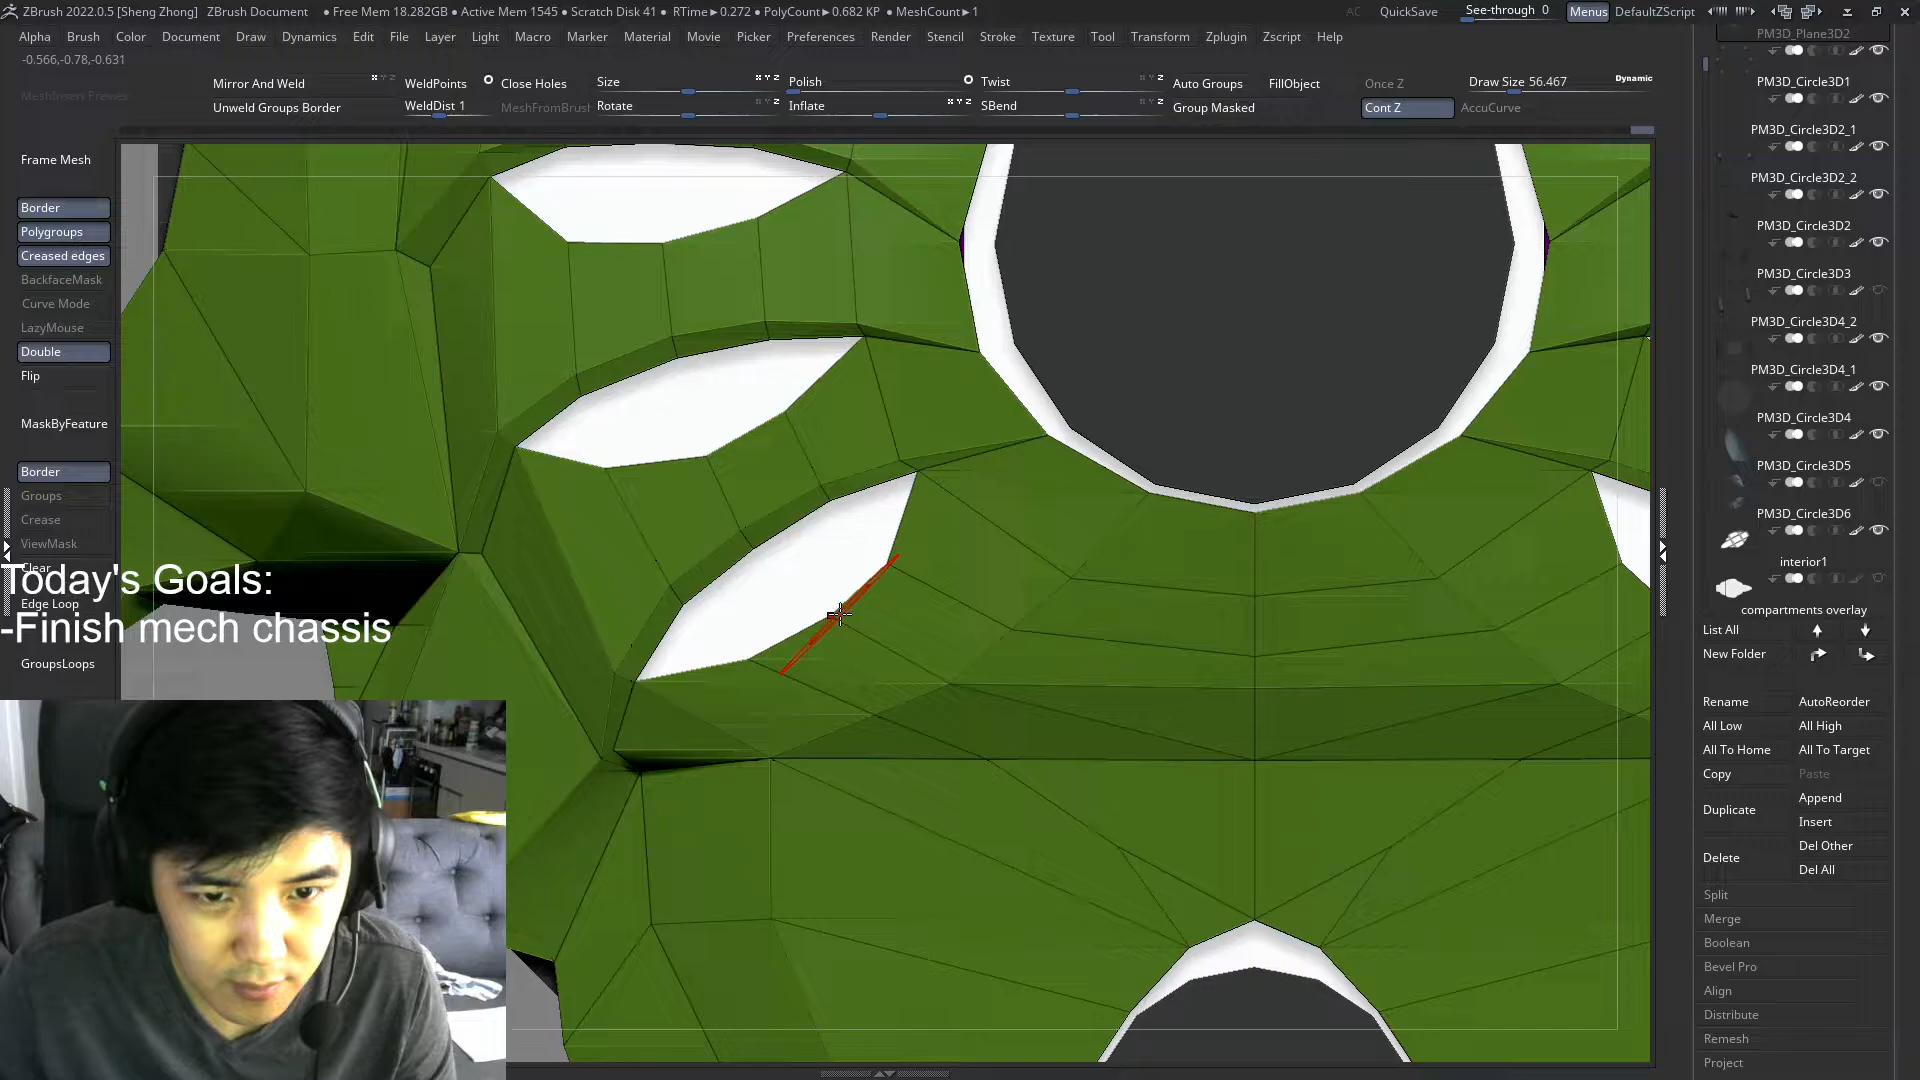 ZBrush 2022.0.5 [Sheng Zhong] ZBrush Document • Free Mem 18.282GB • Active Mem 1545 • Scratch Disk 41 • RTime▶0.272 • PolyCount▶0.682 KP • MeshCount▶1 AC QuickSave See-through 0 Menus DefaultZScript
Alpha Brush Color Document Draw Dynamics Edit File Layer Light Macro Marker Material Movie Picker Preferences Render Stencil Stroke Texture Tool Transform Zplugin Zscript Help
-0.566,-0.78,-0.631
Mirror And Weld WeldPoints Close Holes Size Polish Twist Auto Groups FillObject Once Z Draw Size 56.467 Dynamic
Unweld Groups Border WeldDist 1 MeshFromBrush Rotate Inflate SBend Group Masked Cont Z AccuCurve
Frame Mesh
Border
Polygroups
Creased edges
BackfaceMask
Curve Mode
LazyMouse
Double
Flip
MaskByFeature
Border
Groups
Crease
ViewMask
Clear
Edge Loop
GroupsLoops
Today's Goals:
-Finish mech chassis
PM3D_Plane3D2
PM3D_Circle3D1
PM3D_Circle3D2_1
PM3D_Circle3D2_2
PM3D_Circle3D2
PM3D_Circle3D3
PM3D_Circle3D4_2
PM3D_Circle3D4_1
PM3D_Circle3D4
PM3D_Circle3D5
PM3D_Circle3D6
interior1
compartments overlay
List All
New Folder
Rename AutoReorder
All Low All High
All To Home All To Target
Copy Paste
Append
Duplicate
Insert
Del Other
Delete
Del All
Split
Merge
Boolean
Bevel Pro
Align
Distribute
Remesh
Project